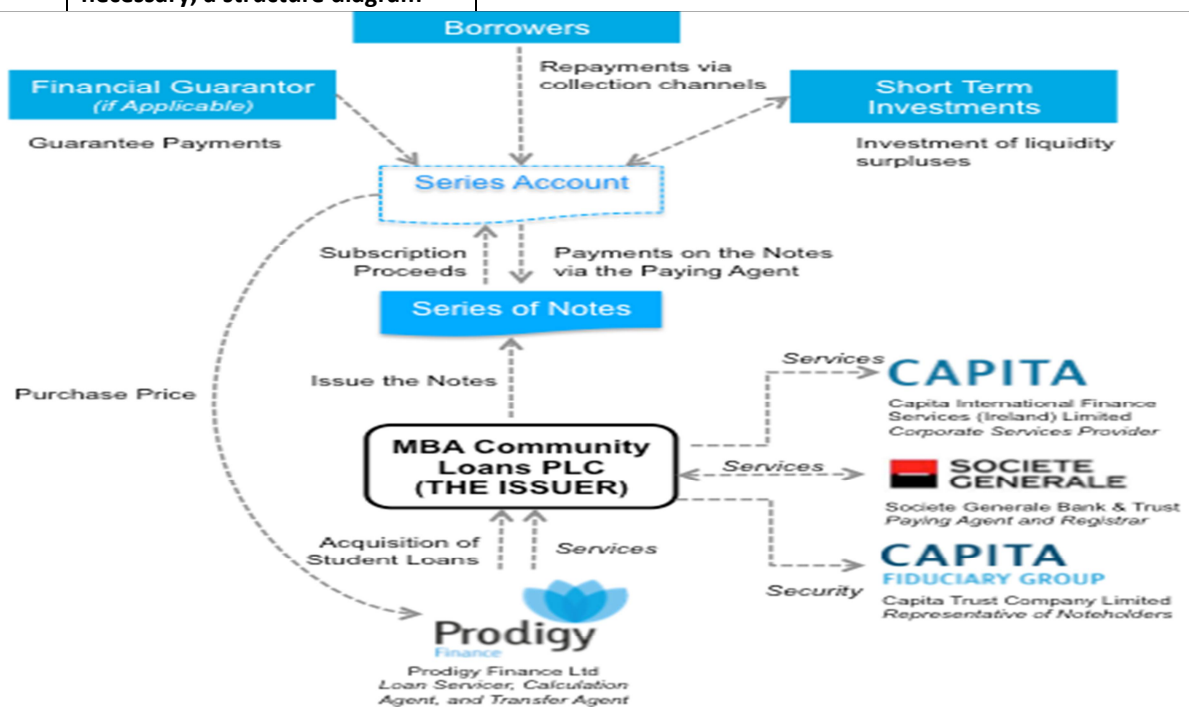 necessary, a structure diagram
Borrowers
Repayments via
collection channels
Financial Guarantor
(if Applicable)
Guarantee Payments
Short Term
Investments
Investment of liquidity
surpluses
Series Account
Subscription
Proceeds
Payments on the Notes
via the Paying Agent
Series of Notes
Issue the Notes
Purchase Price
MBA Community
Loans PLC
(THE ISSUER)
Services
CAPITA
Capita International Finance
Services (Ireland) Limited
Corporate Services Provider
Services
SOCIETE
GENERALE
Societe Generale Bank & Trust
Paying Agent and Registrar
Security
CAPITA
FIDUCIARY GROUP
Capita Trust Company Limited
Representative of Noteholders
Acquisition of
Student Loans
Services
Prodigy
Finance
Prodigy Finance Ltd
Loan Servicer, Calculation
Agent, and Transfer Agent